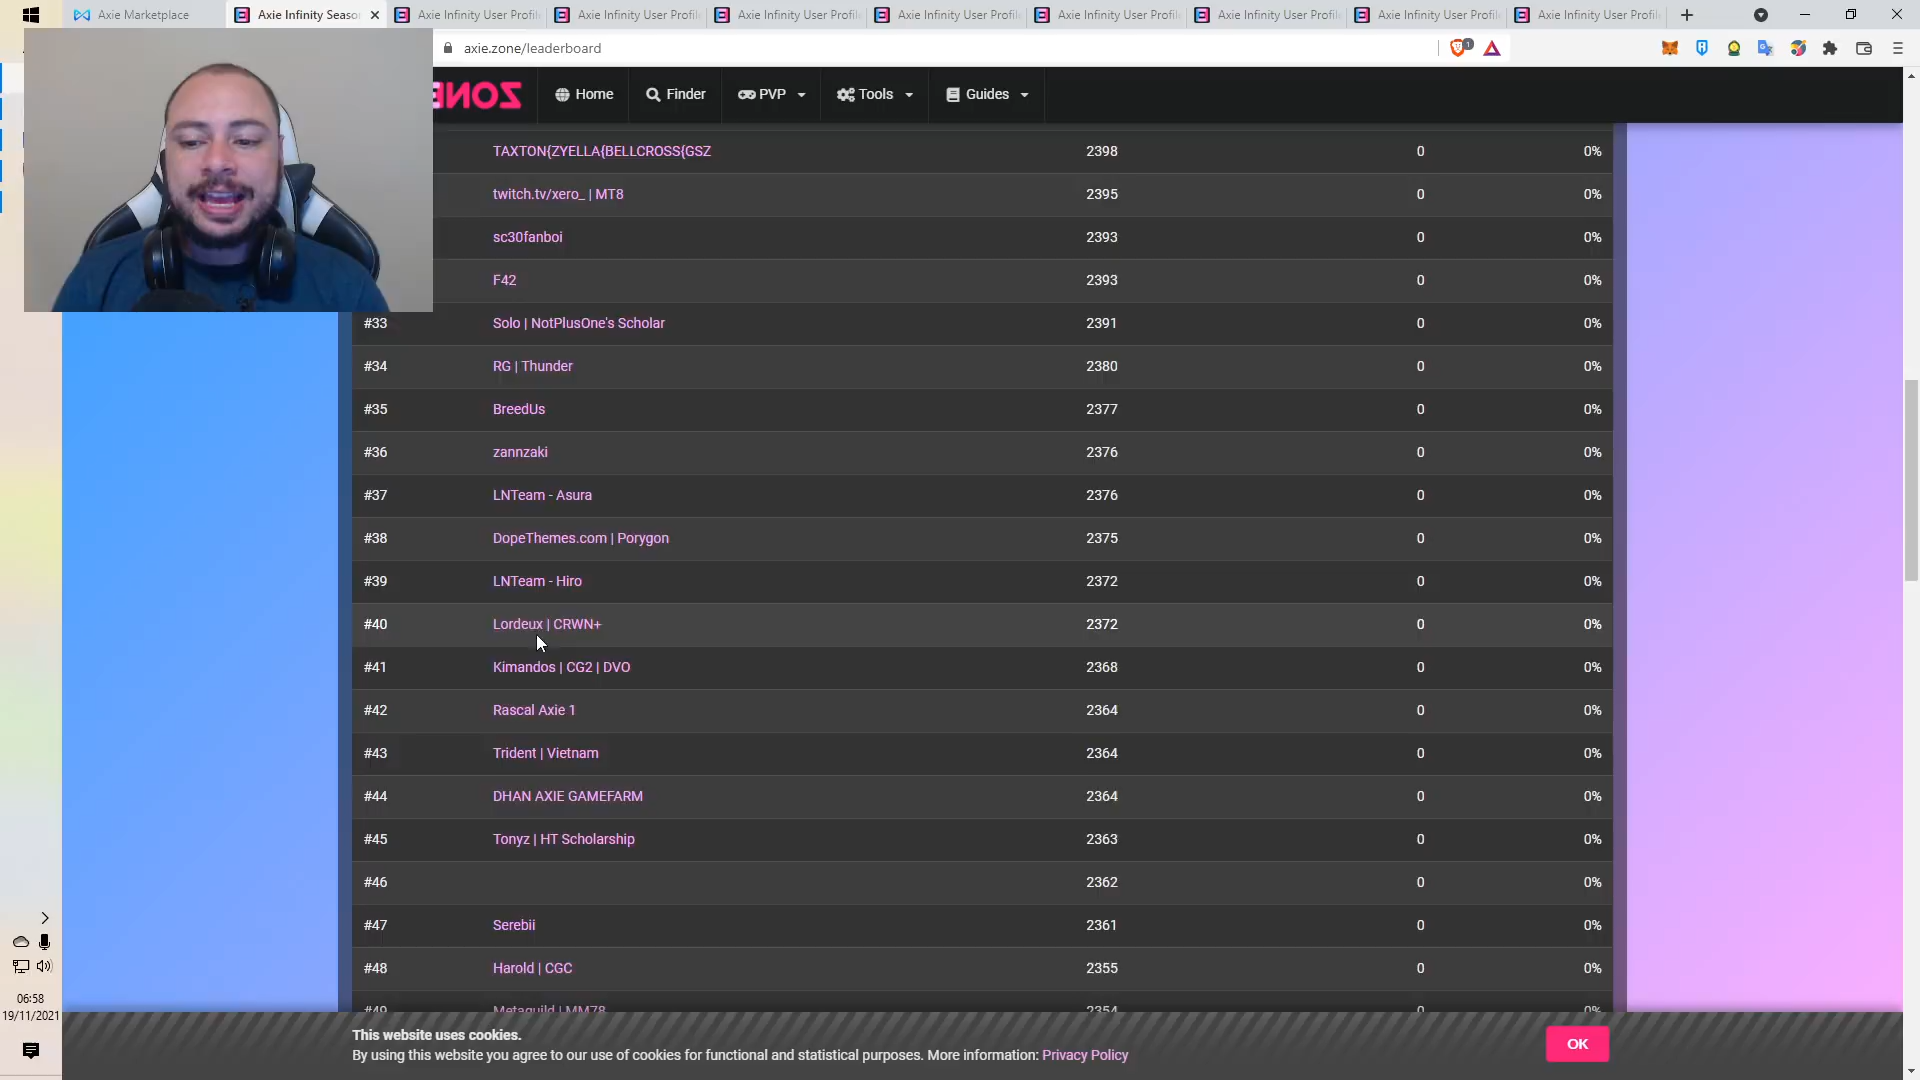 Axie Marketplace
Axie Infinity Seaso
Axie Infinity User Profil
Axie Infinity User Profil
Axie Infinity User Profil
Axie Infinity User Profil
Axie Infinity User Profil
Axie Infinity User Profil
Axie Infinity User Profil
Axie Infinity User Profil
axie.zone/leaderboard
1
ZONE
Home
Finder
PVP
Tools
Guides
TAXTON{ZYELLA{BELLCROSS{GSZ 2398 0 0%
twitch.tv/xero_ | MT8 2395 0 0%
sc30fanboi 2393 0 0%
F42 2393 0 0%
#33 Solo | NotPlusOne's Scholar 2391 0 0%
#34 RG | Thunder 2380 0 0%
#35 BreedUs 2377 0 0%
#36 zannzaki 2376 0 0%
#37 LNTeam - Asura 2376 0 0%
#38 DopeThemes.com | Porygon 2375 0 0%
#39 LNTeam - Hiro 2372 0 0%
#40 Lordeux | CRWN+ 2372 0 0%
#41 Kimandos | CG2 | DVO 2368 0 0%
#42 Rascal Axie 1 2364 0 0%
#43 Trident | Vietnam 2364 0 0%
#44 DHAN AXIE GAMEFARM 2364 0 0%
#45 Tonyz | HT Scholarship 2363 0 0%
#46 2362 0 0%
#47 Serebii 2361 0 0%
#48 Harold | CGC 2355 0 0%
#49 Metaguild | MM78 2354 0 0%
06:58
19/11/2021
This website uses cookies.
By using this website you agree to our use of cookies for functional and statistical purposes. More information: Privacy Policy
OK